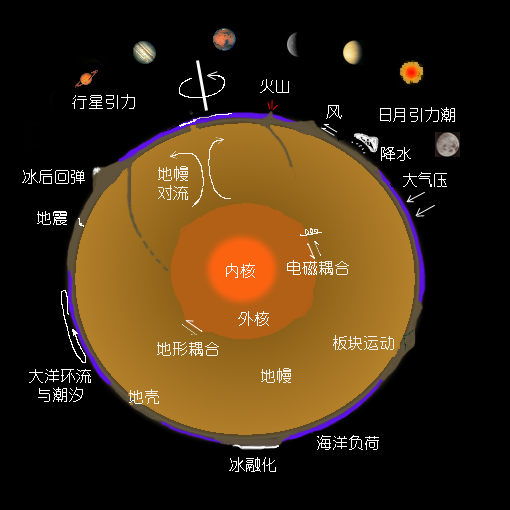 火山
行星引力
风
日月引力潮
降水
冰后回弹
地幔
对流
大气压
地震
内核
电磁耦合
外核
地形耦合
板块运动
大洋环流
与潮汐
地幔
地壳
海洋负荷
冰融化